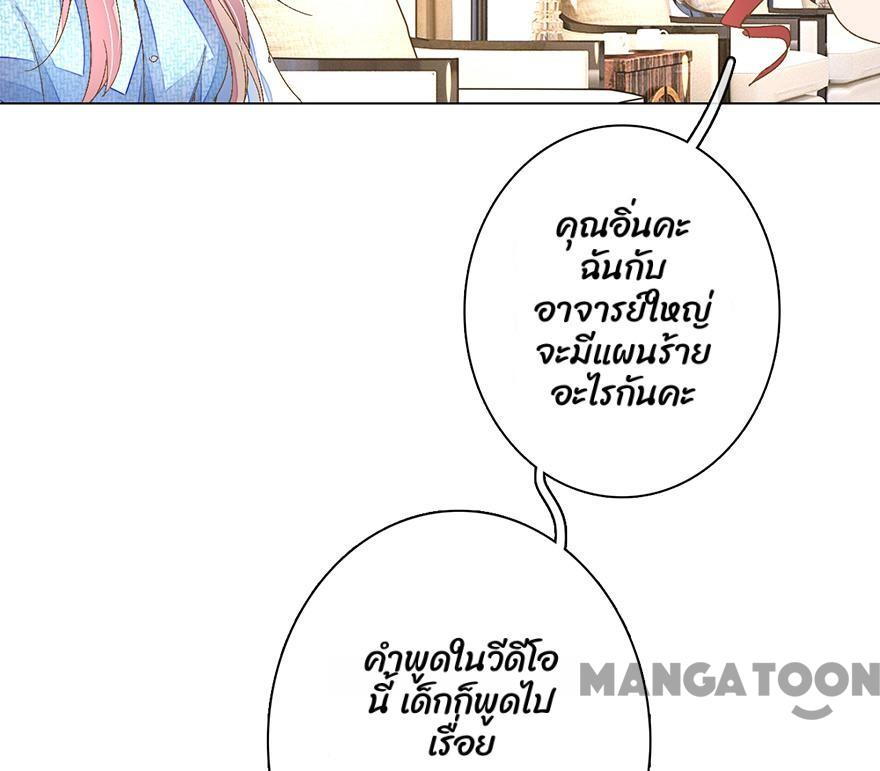 คุณอิ่นคะ
ฉันกับ
อาจารย์ใหญ่
จะมีแผนร้าย
อะไรกันคะ
คำพูดในวีดีโอ
นี้ เด็กก็พูดไป
เรื่อย
MANGATOON